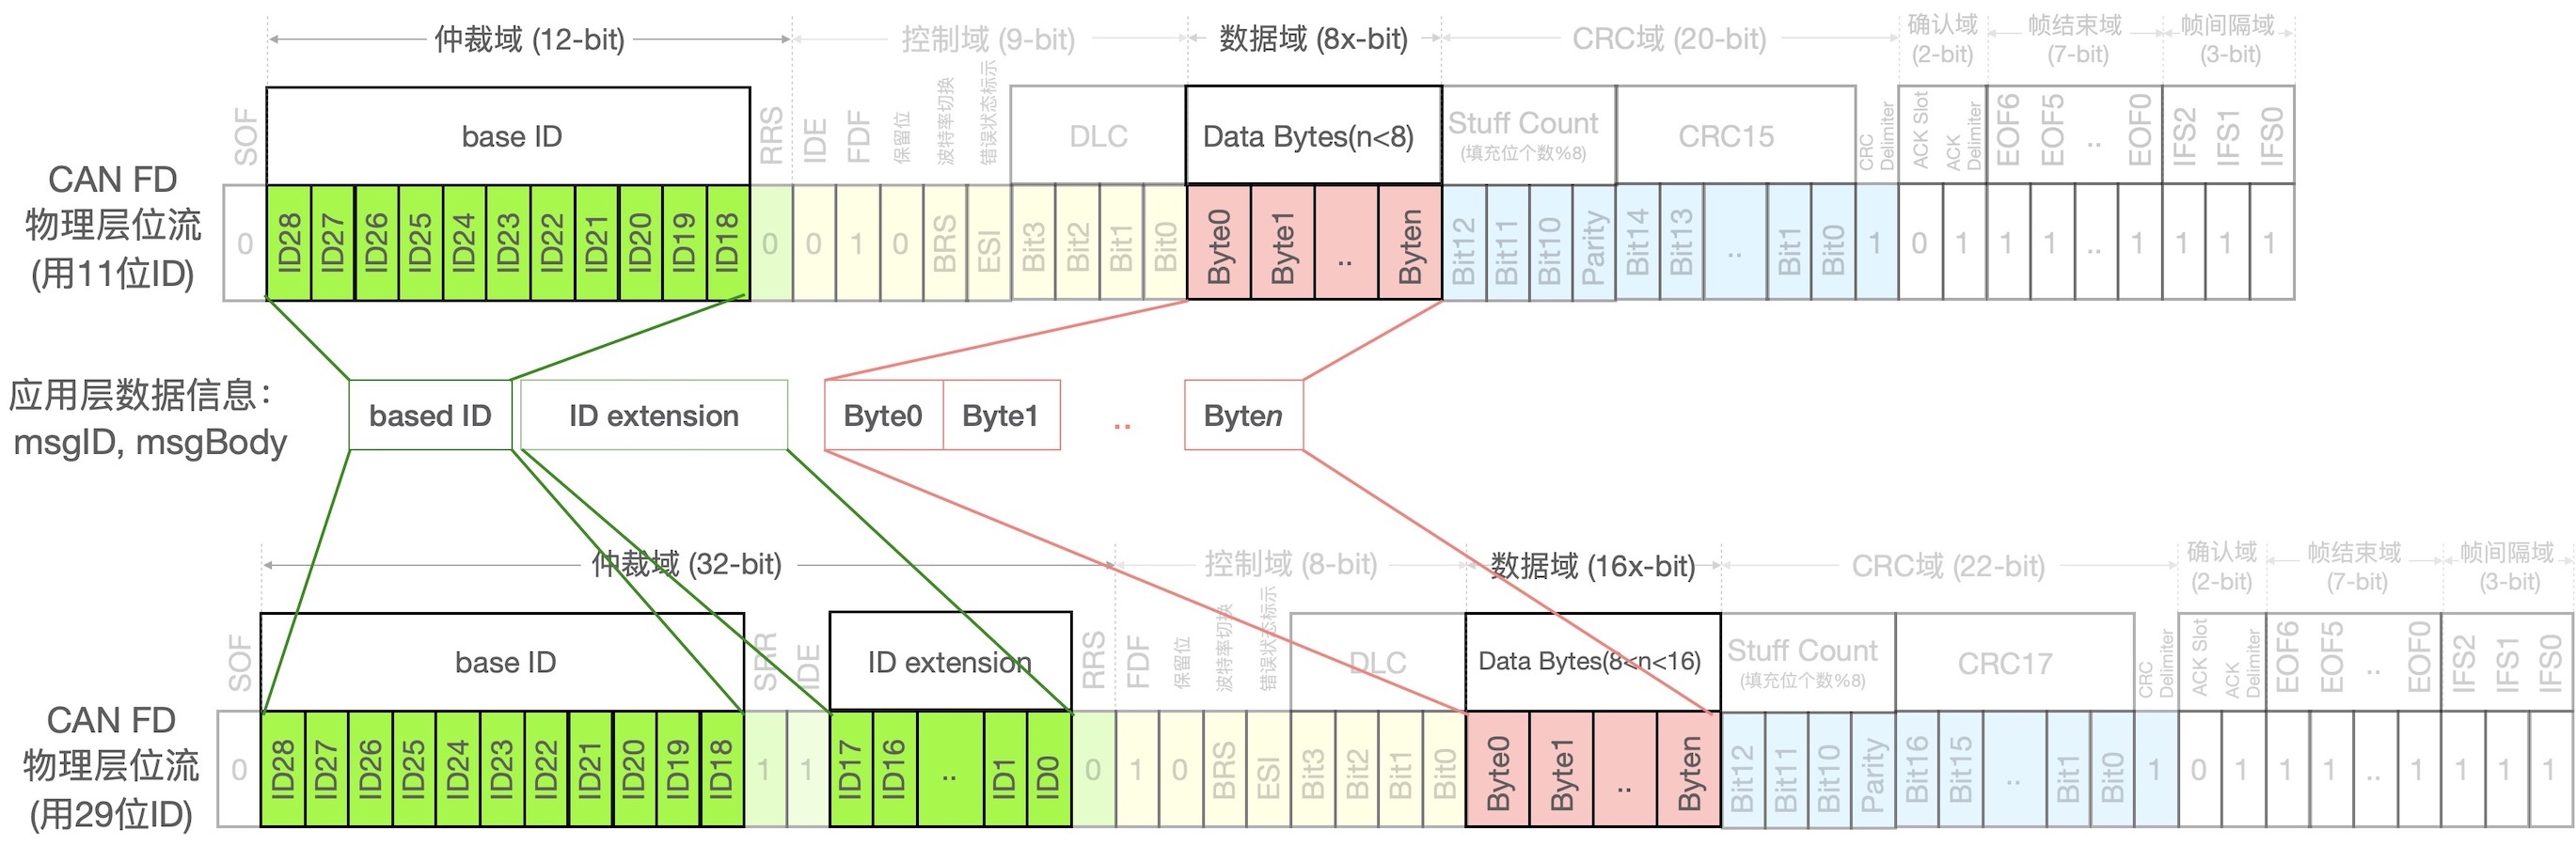 仲裁域 (12-bit)
控制域 (9-bit)
数据域 (8x-bit)
CRC域 (20-bit)
确认域
(2-bit)
帧结束域
(7-bit)
帧间隔域
(3-bit)
SOF
base ID
RRS
IDE
FDF
保留位
波特率切换
错误状态标示
DLC
Data Bytes(n<8)
Stuff Count
(填充位个数%8)
CRC15
CRC
Delimiter
ACK Slot
ACK
Delimiter
EOF6
EOF5
..
EOF0
IFS2
IFS1
IFS0
CAN FD
物理层位流
(用11位ID)
0 ID28 ID27 ID26 ID25 ID24 ID23 ID22 ID21 ID20 ID19 ID18 0 0 1 0 BRS ESI Bit3 Bit2 Bit1 Bit0 Byte0 Byte1 .. Byten Bit12 Bit11 Bit10 Parity Bit14 Bit13 .. Bit1 Bit0 1 0 1 1 1 .. 1 1 1 1
应用层数据信息：
msgID, msgBody
based ID
ID extension
Byte0
Byte1
..
Byten
仲裁域 (32-bit)
控制域 (8-bit)
数据域 (16x-bit)
CRC域 (22-bit)
确认域
(2-bit)
帧结束域
(7-bit)
帧间隔域
(3-bit)
SOF
base ID
SRR
IDE
ID extension
RRS
FDF
保留位
波特率切换
错误状态标示
DLC
Data Bytes(8<n<16)
Stuff Count
(填充位个数%8)
CRC17
CRC
Delimiter
ACK Slot
ACK
Delimiter
EOF6
EOF5
..
EOF0
IFS2
IFS1
IFS0
CAN FD
物理层位流
(用29位ID)
0 ID28 ID27 ID26 ID25 ID24 ID23 ID22 ID21 ID20 ID19 ID18 1 1 ID17 ID16 .. ID1 ID0 0 1 0 BRS ESI Bit3 Bit2 Bit1 Bit0 Byte0 Byte1 .. Byten Bit12 Bit11 Bit10 Parity Bit16 Bit15 .. Bit1 Bit0 1 0 1 1 1 .. 1 1 1 1